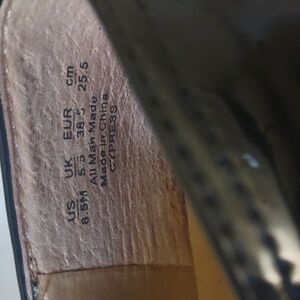 US UK EUR cm
8.5M 5.5 38.5 25.5
All Man Made
Made in China
CYPRESS